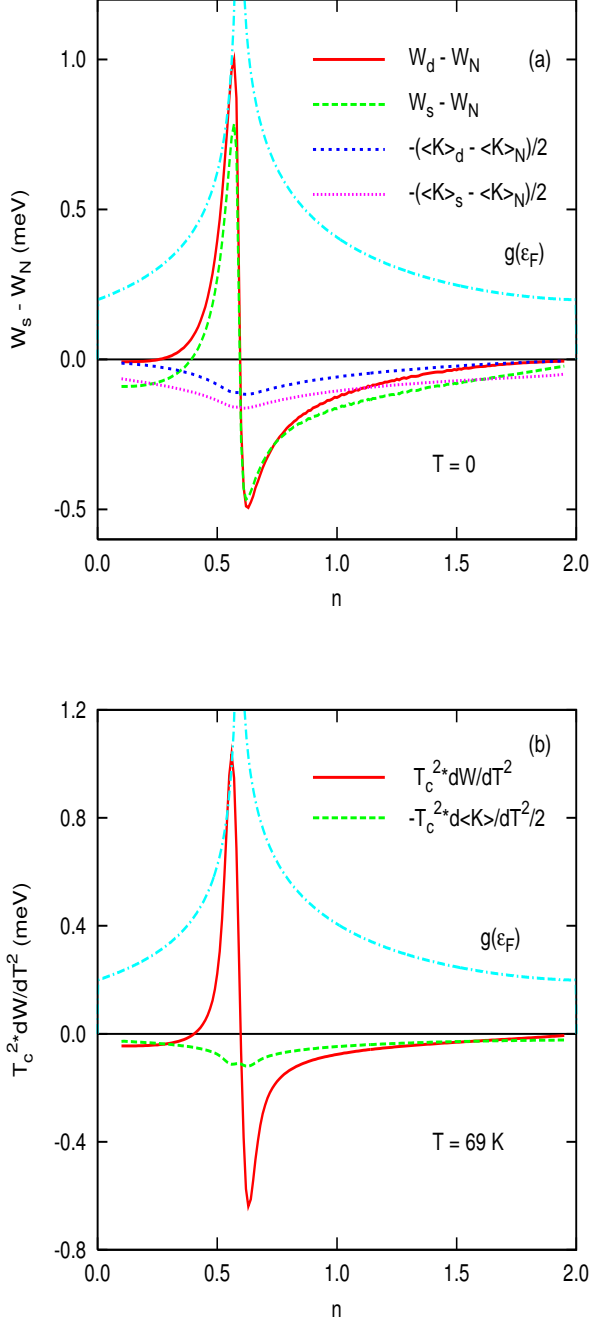 1.0
0.5
0.0
-0.5
W_s - W_N (meV)
W_d - W_N
(a)
W_s - W_N
-(<K>_d - <K>_N)/2
-(<K>_s - <K>_N)/2
g(ε_F)
T = 0
0.0 0.5 1.0 1.5 2.0
n
1.2
0.8
0.4
0.0
-0.4
-0.8
T_c^2*dW/dT^2 (meV)
(b)
T_c^2*dW/dT^2
-T_c^2*d<K>/dT^2/2
g(ε_F)
T = 69 K
0.0 0.5 1.0 1.5 2.0
n